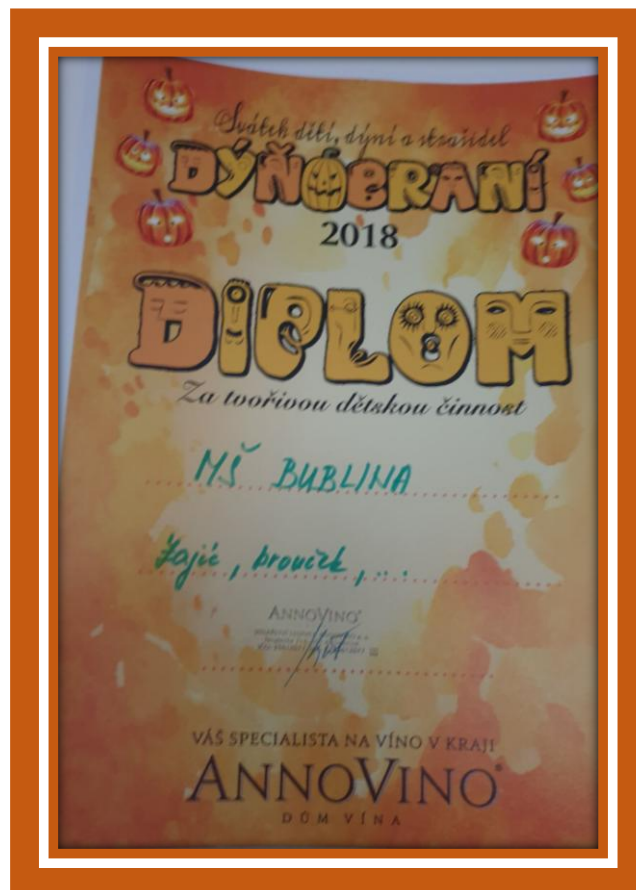 Svátek dětí, dýní a strašidel
DÝŇOBRANÍ
2018
DIPLOM
Za tvořivou dětskou činnost
MŠ BUBLINA
Zajíc, brouček, ...
ANNOVINO®
VÁŠ SPECIALISTA NA VÍNO V KRAJI
ANNOVINO®
DŮM VÍNA